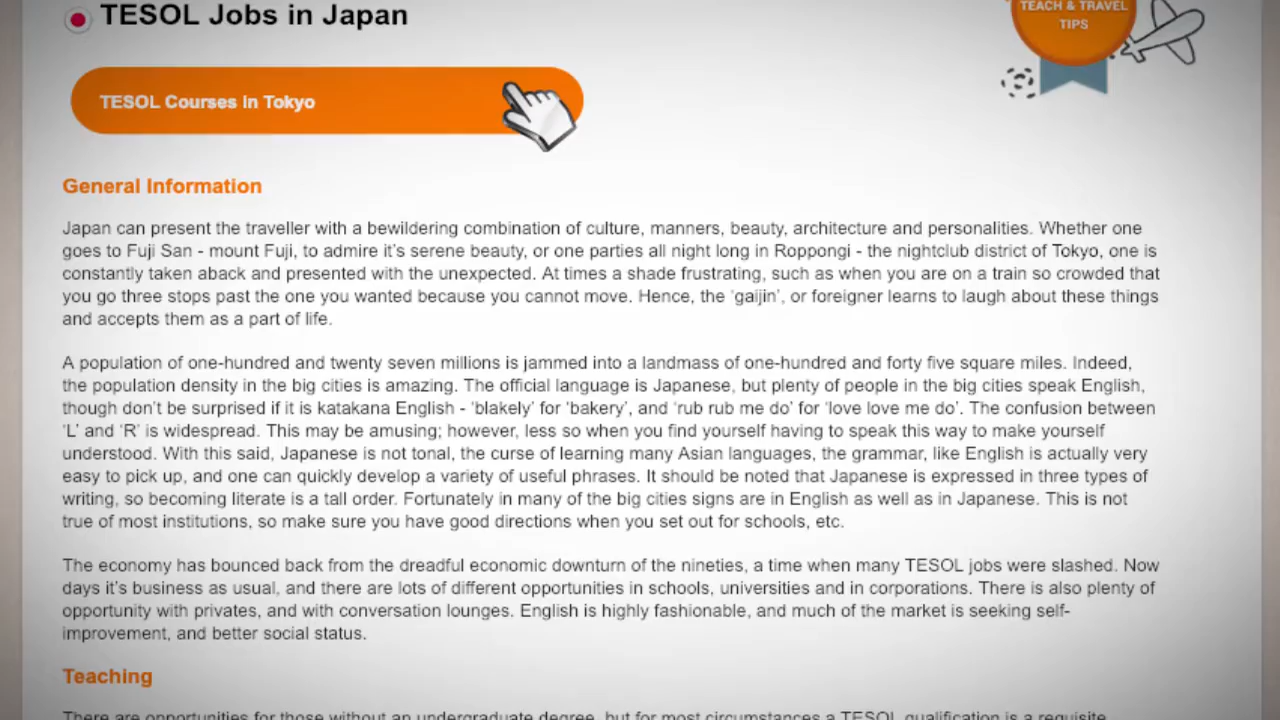 TESOL Jobs in Japan
TEACH & TRAVEL
TIPS
TESOL Courses In Tokyo
General Information
Japan can present the traveller with a bewildering combination of culture, manners, beauty, architecture and personalities. Whether one
goes to Fuji San - mount Fuji, to admire it's serene beauty, or one parties all night long in Roppongi - the nightclub district of Tokyo, one is
constantly taken aback and presented with the unexpected. At times a shade frustrating, such as when you are on a train so crowded that
you go three stops past the one you wanted because you cannot move. Hence, the 'gaijin', or foreigner learns to laugh about these things
and accepts them as a part of life.
A population of one-hundred and twenty seven millions is jammed into a landmass of one-hundred and forty five square miles. Indeed,
the population density in the big cities is amazing. The official language is Japanese, but plenty of people in the big cities speak English,
though don't be surprised if it is katakana English - 'blakely' for 'bakery', and 'rub rub me do' for 'love love me do'. The confusion between
'L' and 'R' is widespread. This may be amusing; however, less so when you find yourself having to speak this way to make yourself
understood. With this said, Japanese is not tonal, the curse of learning many Asian languages, the grammar, like English is actually very
easy to pick up, and one can quickly develop a variety of useful phrases. It should be noted that Japanese is expressed in three types of
writing, so becoming literate is a tall order. Fortunately in many of the big cities signs are in English as well as in Japanese. This is not
true of most institutions, so make sure you have good directions when you set out for schools, etc.
The economy has bounced back from the dreadful economic downturn of the nineties, a time when many TESOL jobs were slashed. Now
days it's business as usual, and there are lots of different opportunities in schools, universities and in corporations. There is also plenty of
opportunity with privates, and with conversation lounges. English is highly fashionable, and much of the market is seeking self-
improvement, and better social status.
Teaching
There are opportunities for those without an undergraduate degree, but for most circumstances a TESOL qualification is a requisite